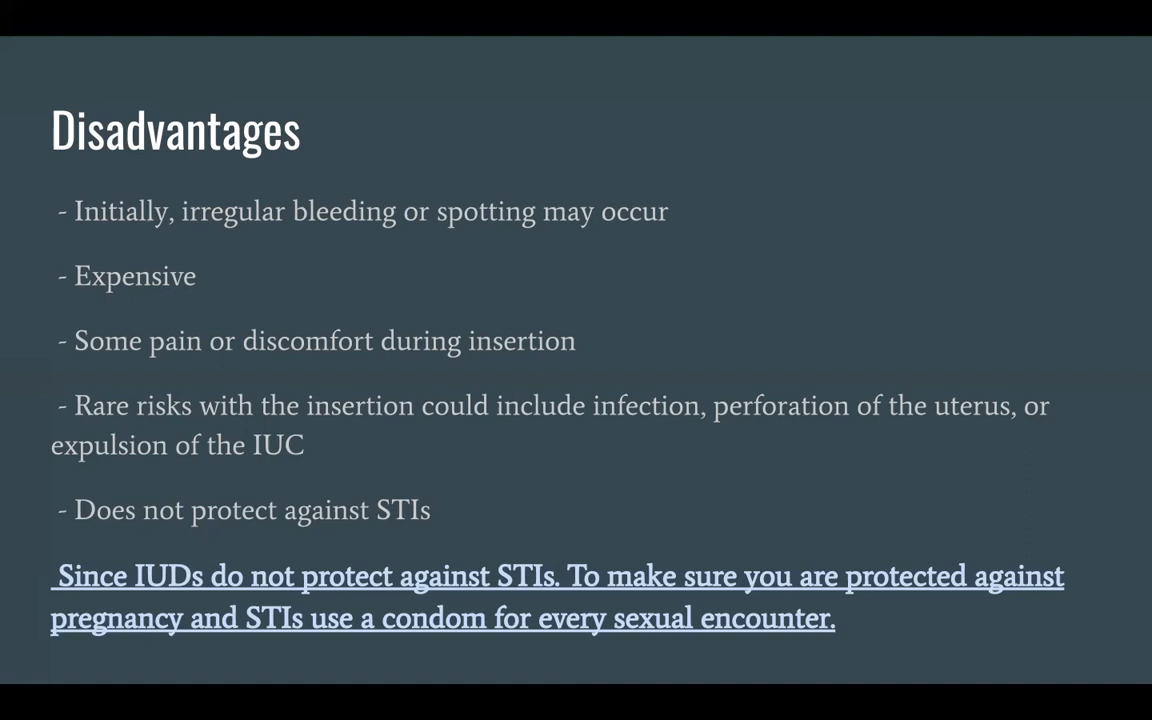 Disadvantages
- Initially, irregular bleeding or spotting may occur
- Expensive
- Some pain or discomfort during insertion
- Rare risks with the insertion could include infection, perforation of the uterus, or
expulsion of the IUC
- Does not protect against STIs
Since IUDs do not protect against STIs. To make sure you are protected against
pregnancy and STIs use a condom for every sexual encounter.